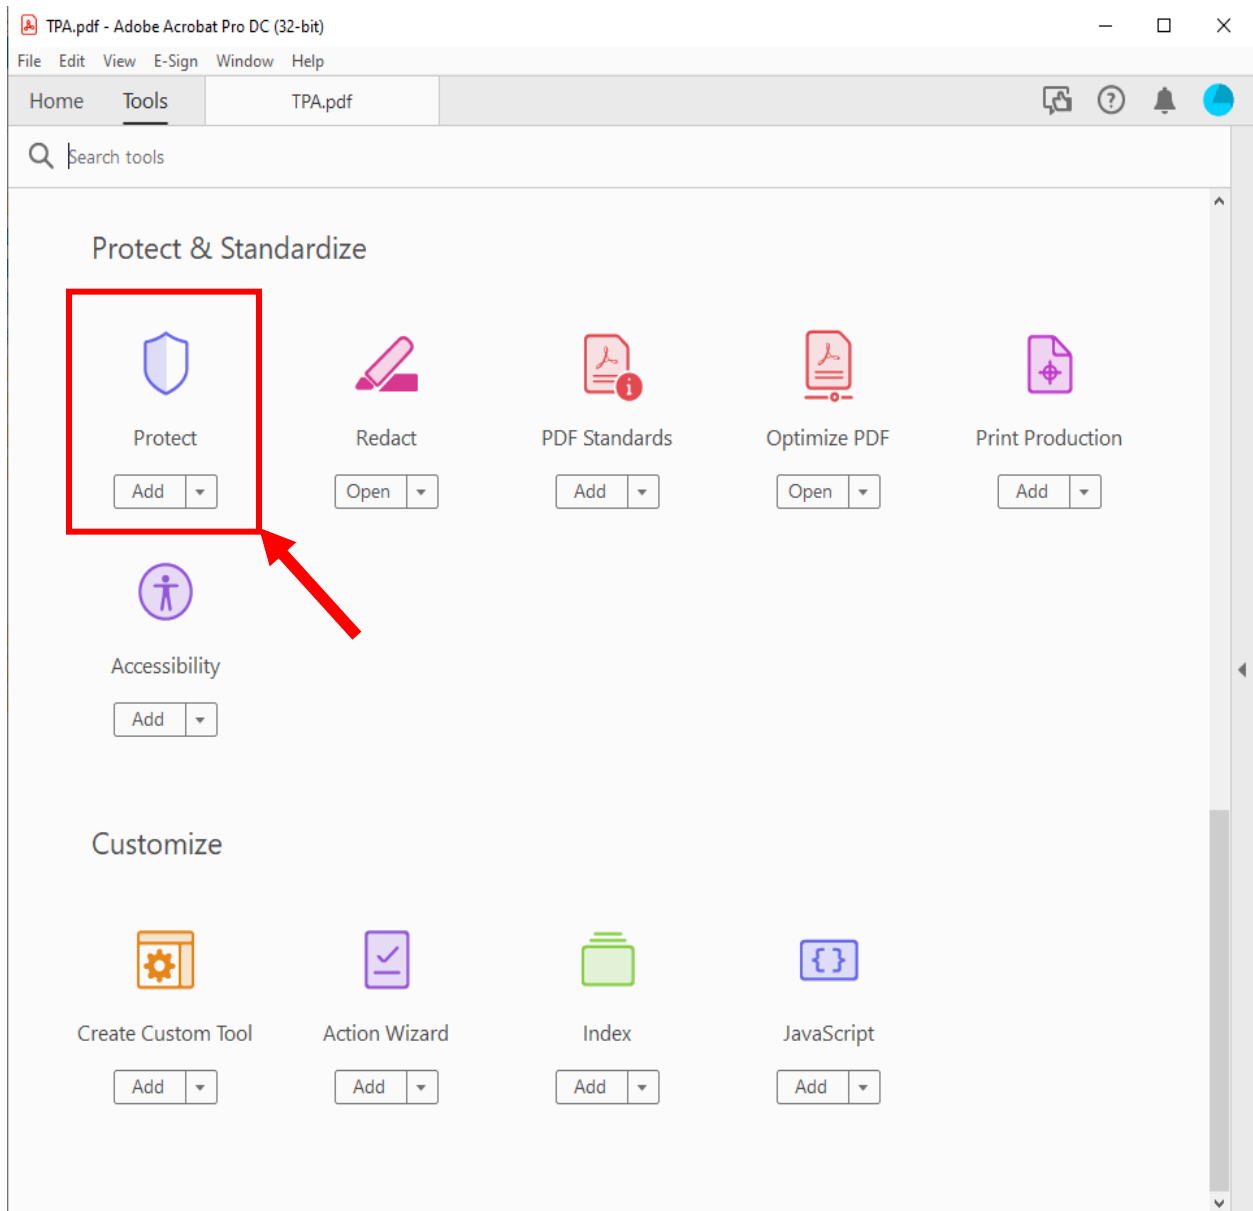 TPA.pdf - Adobe Acrobat Pro DC (32-bit)
File Edit View E-Sign Window Help
Home Tools TPA.pdf
Search tools
Protect & Standardize
Protect Redact PDF Standards Optimize PDF Print Production
Add Open Add Open Add
Accessibility
Add
Customize
Create Custom Tool Action Wizard Index JavaScript
Add Add Add Add